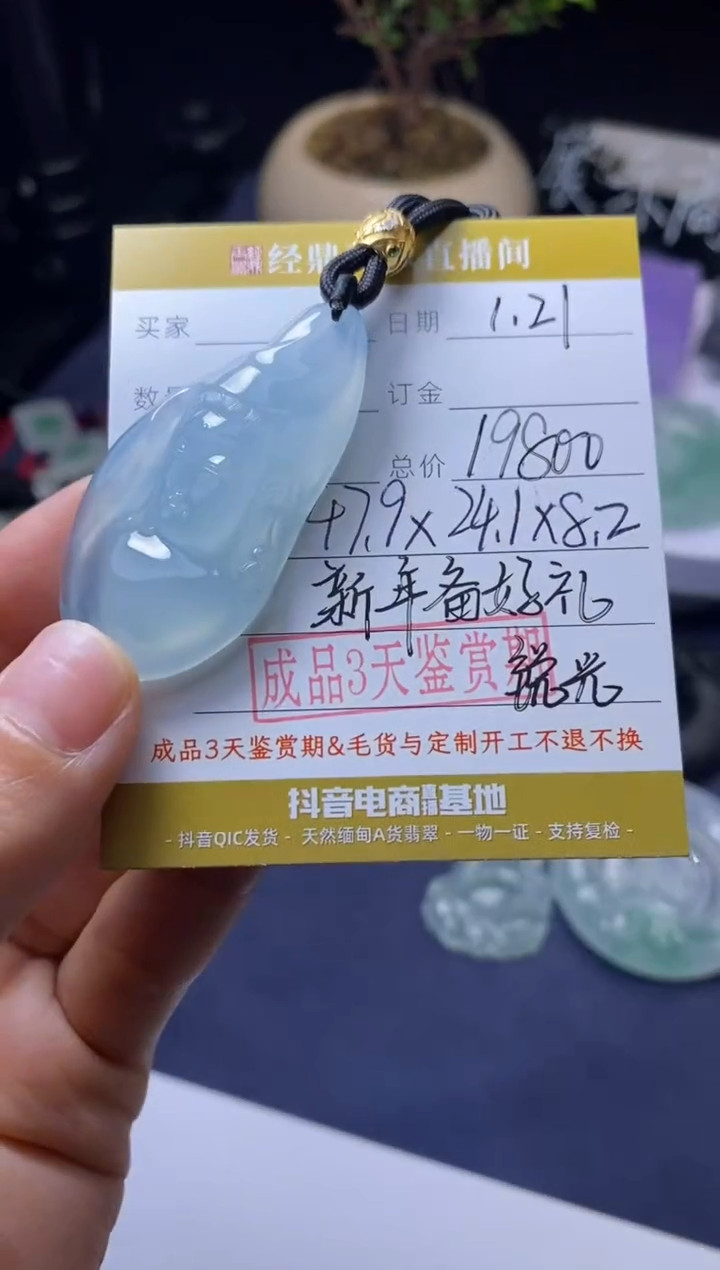 经鼎
直播间
买家
日期 1.21
数
订金
总价 19800
47.9x24.1x8.2
新年备好礼
成品3天鉴赏期
成品3天鉴赏期&毛货与定制开工不退不换
抖音电商直播基地
- 抖音QIC发货 - 天然缅甸A货翡翠 - 一物一证 - 支持复检 -